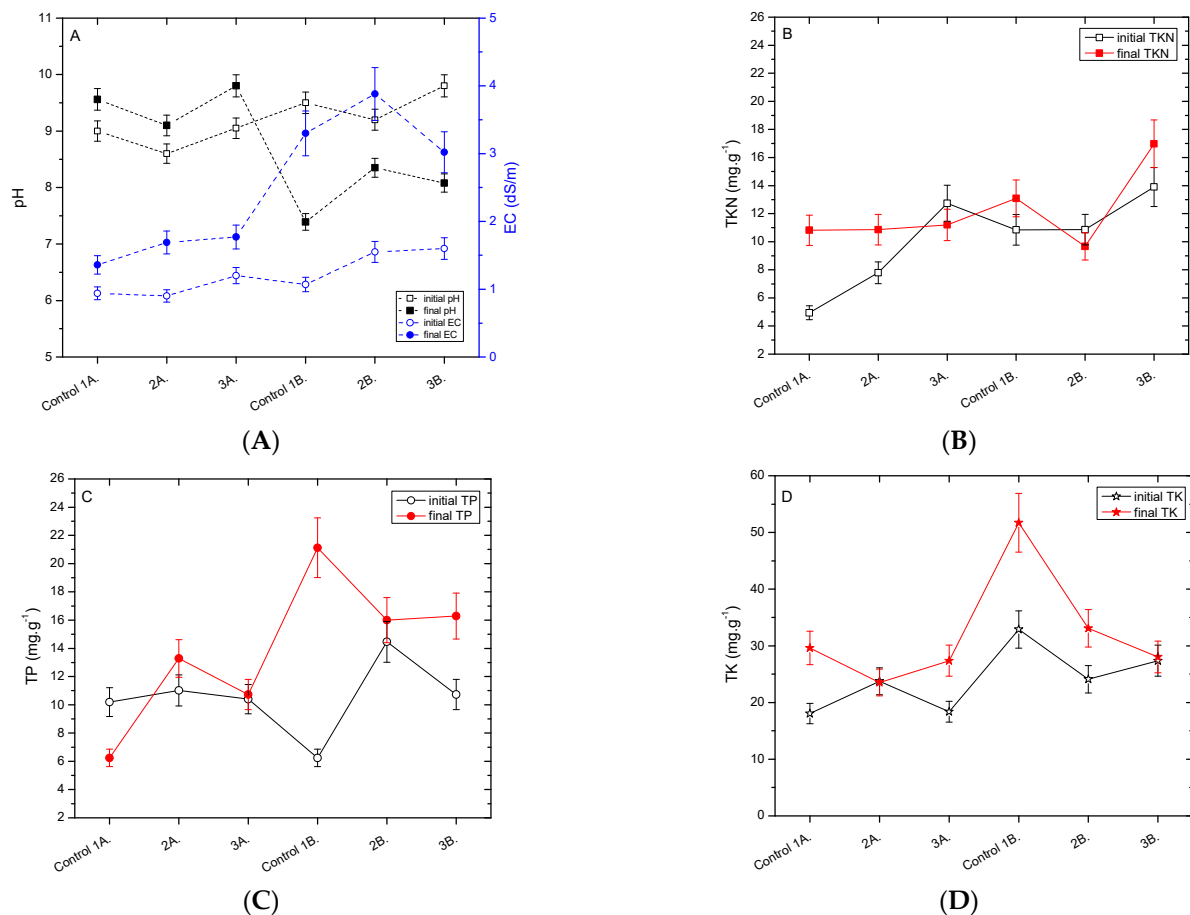 A
11
10
9
8
7
6
5
pH
5
4
3
2
1
0
EC (dS/m)
initial pH
final pH
initial EC
final EC
Control 1A.
2A.
3A.
Control 1B.
2B.
3B.
(A)
B
26
24
22
20
18
16
14
12
10
8
6
4
2
TKN (mg.g-1)
initial TKN
final TKN
Control 1A.
2A.
3A.
Control 1B.
2B.
3B.
(B)
C
26
24
22
20
18
16
14
12
10
8
6
4
2
TP (mg.g-1)
initial TP
final TP
Control 1A.
2A.
3A.
Control 1B.
2B.
3B.
(C)
D
60
50
40
30
20
10
0
TK (mg.g-1)
initial TK
final TK
Control 1A.
2A.
3A.
Control 1B.
2B.
3B.
(D)